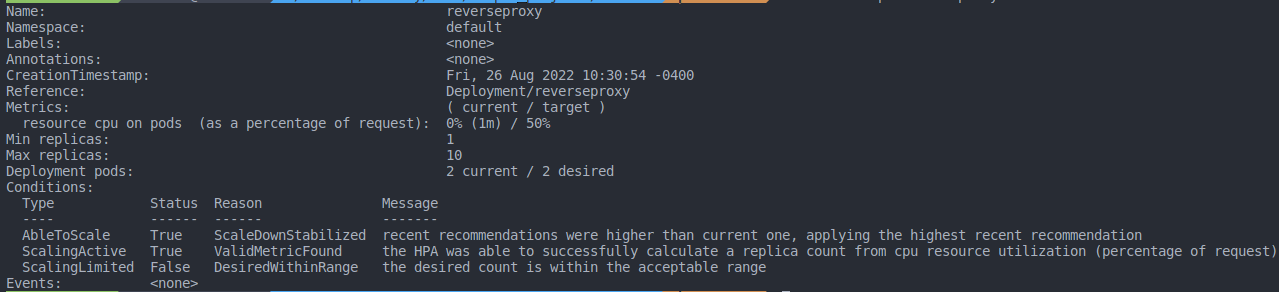 Name: reverseproxy
Namespace: default
Labels: <none>
Annotations: <none>
CreationTimestamp: Fri, 26 Aug 2022 10:30:54 -0400
Reference: Deployment/reverseproxy
Metrics: ( current / target )
resource cpu on pods (as a percentage of request): 0% (1m) / 50%
Min replicas: 1
Max replicas: 10
Deployment pods: 2 current / 2 desired
Conditions:
Type Status Reason Message
---- ------ ------ -------
AbleToScale True ScaleDownStabilized recent recommendations were higher than current one, applying the highest recent recommendation
ScalingActive True ValidMetricFound the HPA was able to successfully calculate a replica count from cpu resource utilization (percentage of request)
ScalingLimited False DesiredWithinRange the desired count is within the acceptable range
Events: <none>